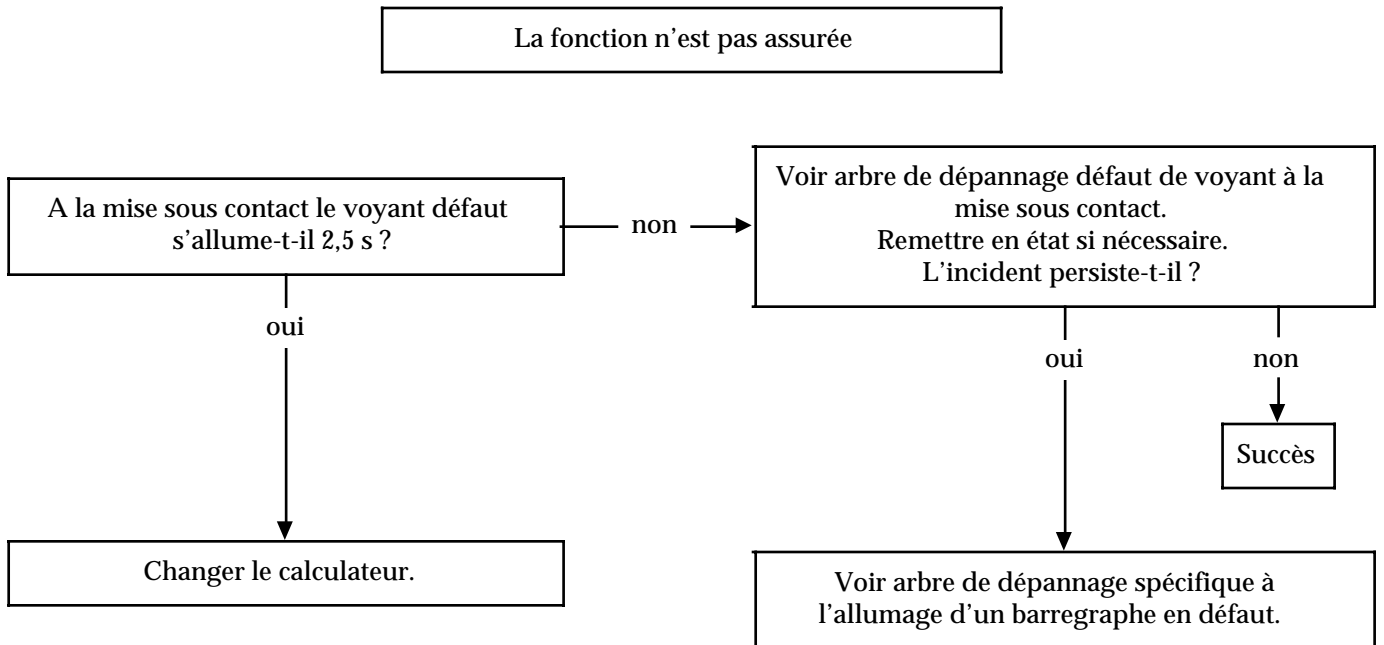 La fonction n'est pas assurée
A la mise sous contact le voyant défaut
s'allume-t-il 2,5 s ?
non
Voir arbre de dépannage défaut de voyant à la
mise sous contact.
Remettre en état si nécessaire.
L'incident persiste-t-il ?
oui
oui
non
Succès
Changer le calculateur.
Voir arbre de dépannage spécifique à
l'allumage d'un barregraphe en défaut.